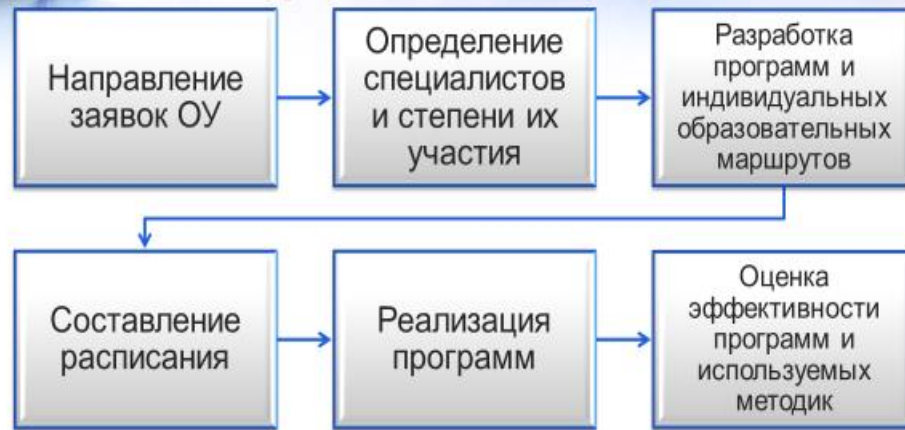 Направление
заявок ОУ
Определение
специалистов
и степени их
участия
Разработка
программ и
индивидуальных
образовательных
маршрутов
Составление
расписания
Реализация
программ
Оценка
эффективности
программ и
используемых
методик